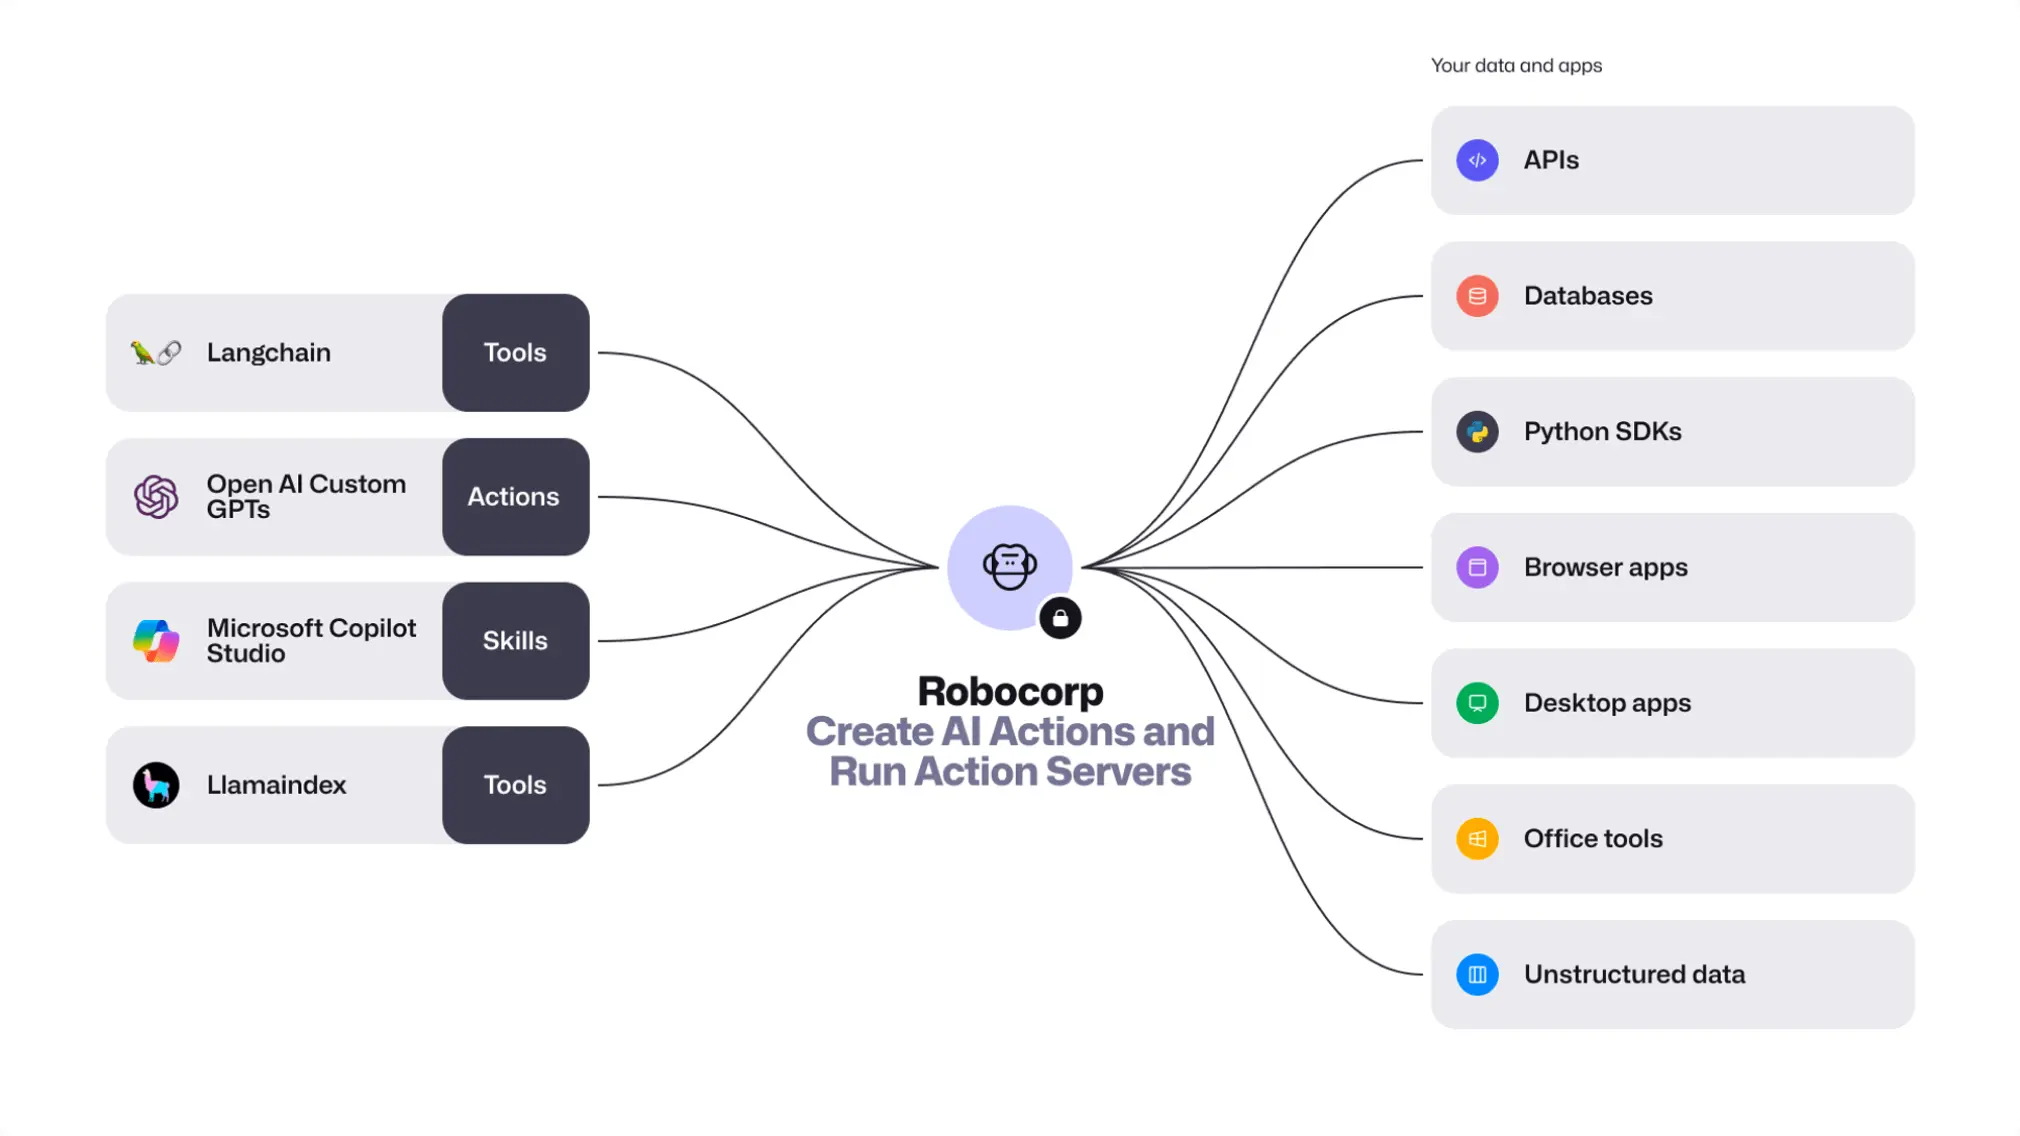 Your data and apps
APIs
Databases
Python SDKs
Browser apps
Desktop apps
Office tools
Unstructured data
Langchain
Tools
Open AI Custom
GPTs
Actions
Microsoft Copilot
Studio
Skills
Llamaindex
Tools
Robocorp
Create AI Actions and
Run Action Servers